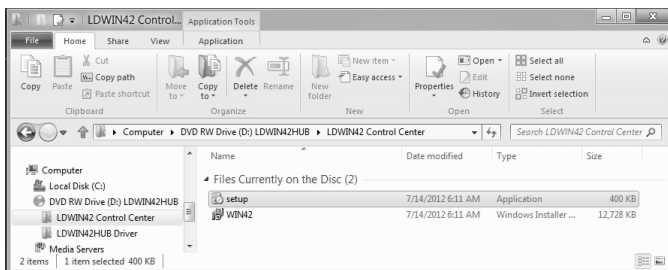 LDWIN42 Control... Application Tools
File Home Share View Application
Copy
Paste
Cut
Copy path
Paste shortcut
Clipboard
Move to
Copy to
Delete
Rename
Organize
New folder
New item
Easy access
New
Properties
Open
Edit
History
Open
Select all
Select none
Invert selection
Select
Computer DVD RW Drive (D:) LDWIN42HUB LDWIN42 Control Center
Search LDWIN42 Control Center
Computer
Local Disk (C:)
DVD RW Drive (D:) LDWIN42HUB
LDWIN42 Control Center
LDWIN42HUB Driver
Media Servers
Name Date modified Type Size
Files Currently on the Disc (2)
setup 7/14/2012 6:11 AM Application 400 KB
WIN42 7/14/2012 6:11 AM Windows Installer ... 12,728 KB
2 items 1 item selected 400 KB